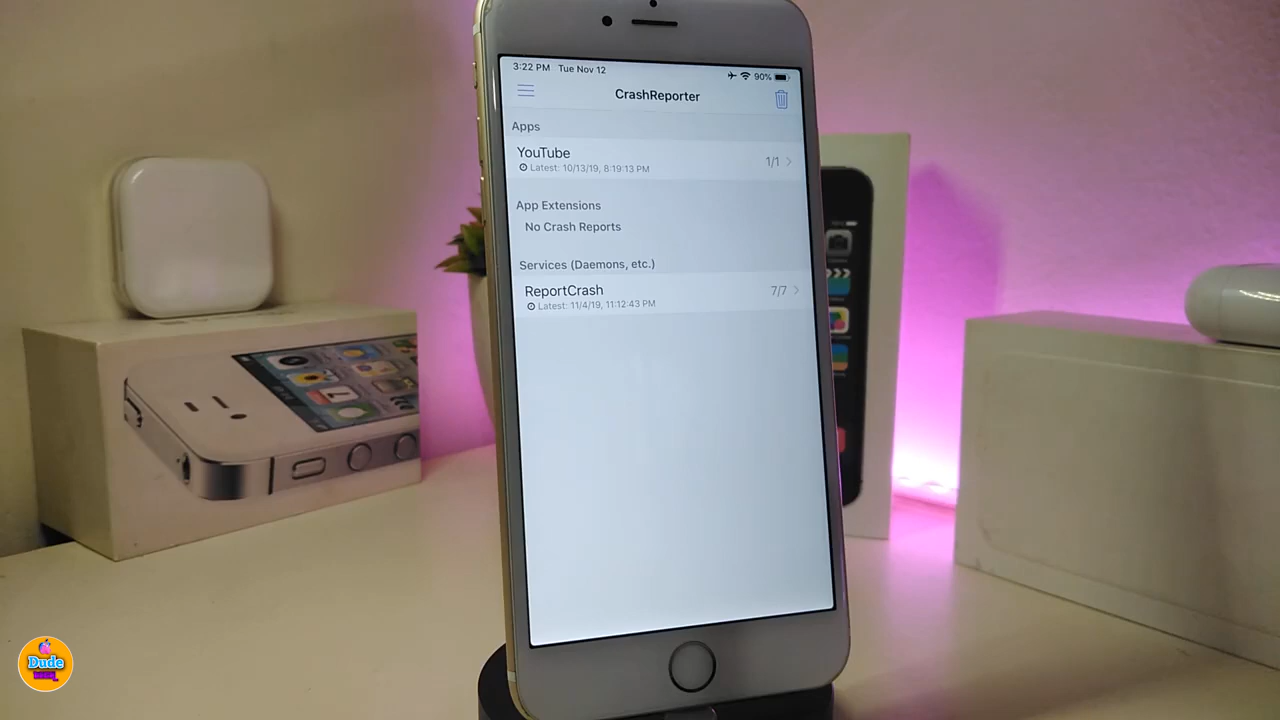 3:22 PM Tue Nov 12
90%
CrashReporter
Apps
YouTube
Latest: 10/13/19, 8:19:13 PM
1/1
App Extensions
No Crash Reports
Services (Daemons, etc.)
ReportCrash
Latest: 11/4/19, 11:12:43 PM
7/7
Dude